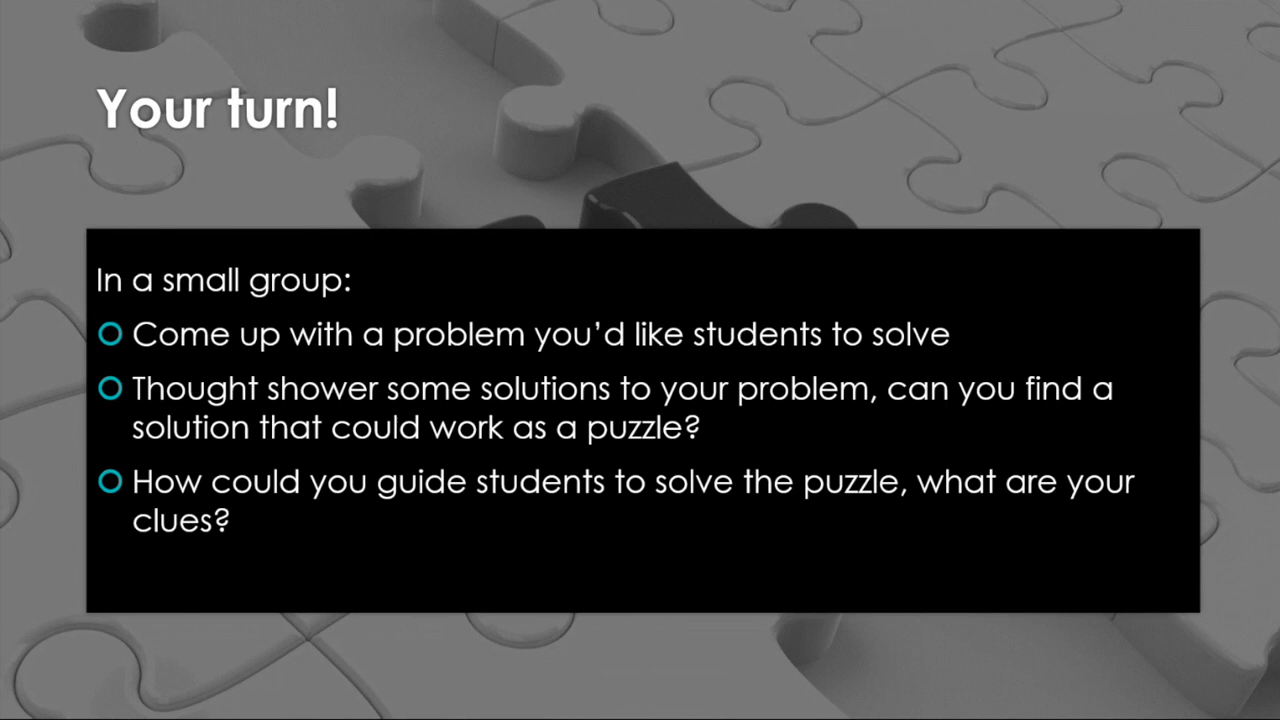 Your turn!
In a small group:
Come up with a problem you’d like students to solve
Thought shower some solutions to your problem, can you find a
solution that could work as a puzzle?
How could you guide students to solve the puzzle, what are your
clues?